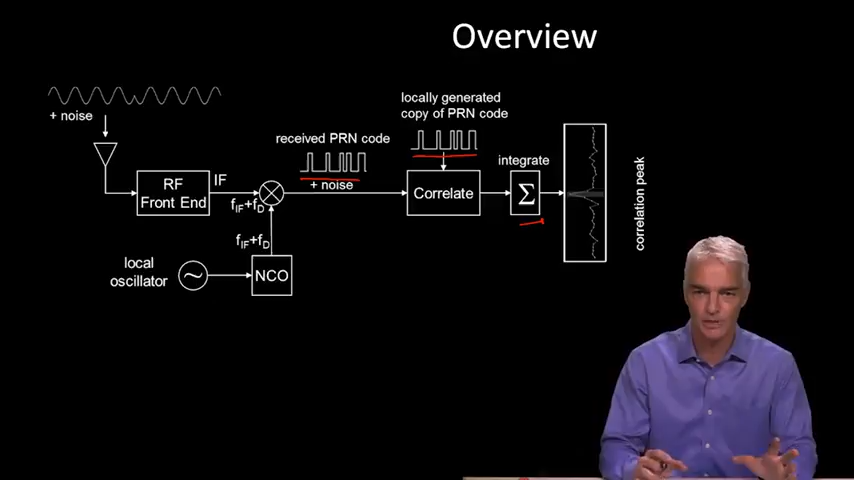 Overview
locally generated
copy of PRN code
+ noise
received PRN code
integrate
+ noise
RF
Front End
IF
f_IF+f_D
Correlate
Σ
correlation peak
f_IF+f_D
local
oscillator
~
NCO